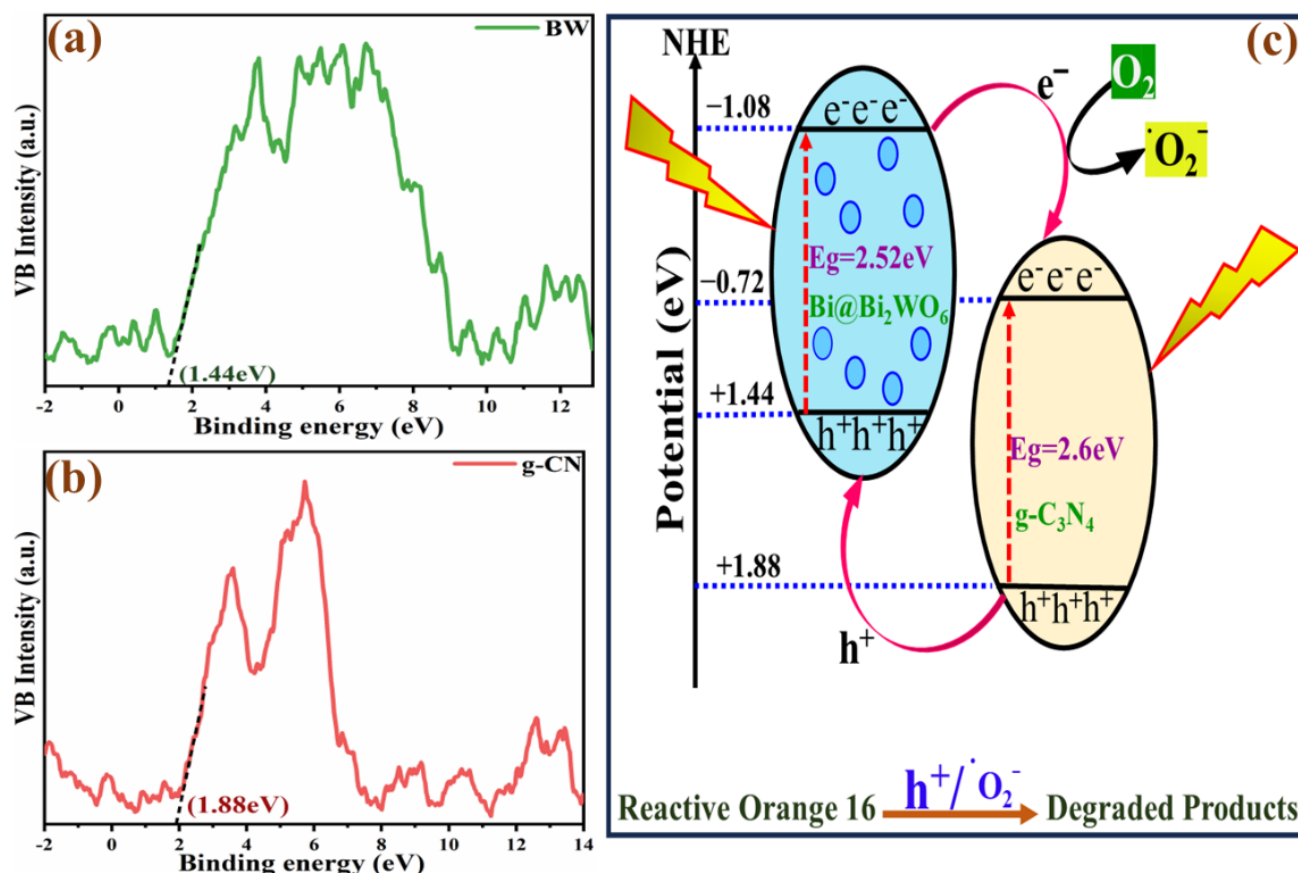 (a)
BW
VB Intensity (a.u.)
(1.44eV)
-2 0 2 4 6 8 10 12
Binding energy (eV)
(b)
g-CN
VB Intensity (a.u.)
(1.88eV)
-2 0 2 4 6 8 10 12 14
Binding energy (eV)
(c)
NHE
Potential (eV)
−1.08
−0.72
+1.44
+1.88
e⁻e⁻e⁻
Eg=2.52eV
Bi@Bi₂WO₆
h⁺h⁺h⁺
e⁻
O₂
˙O₂⁻
e⁻e⁻e⁻
Eg=2.6eV
g-C₃N₄
h⁺h⁺h⁺
h⁺
Reactive Orange 16 h⁺/˙O₂⁻ Degraded Products